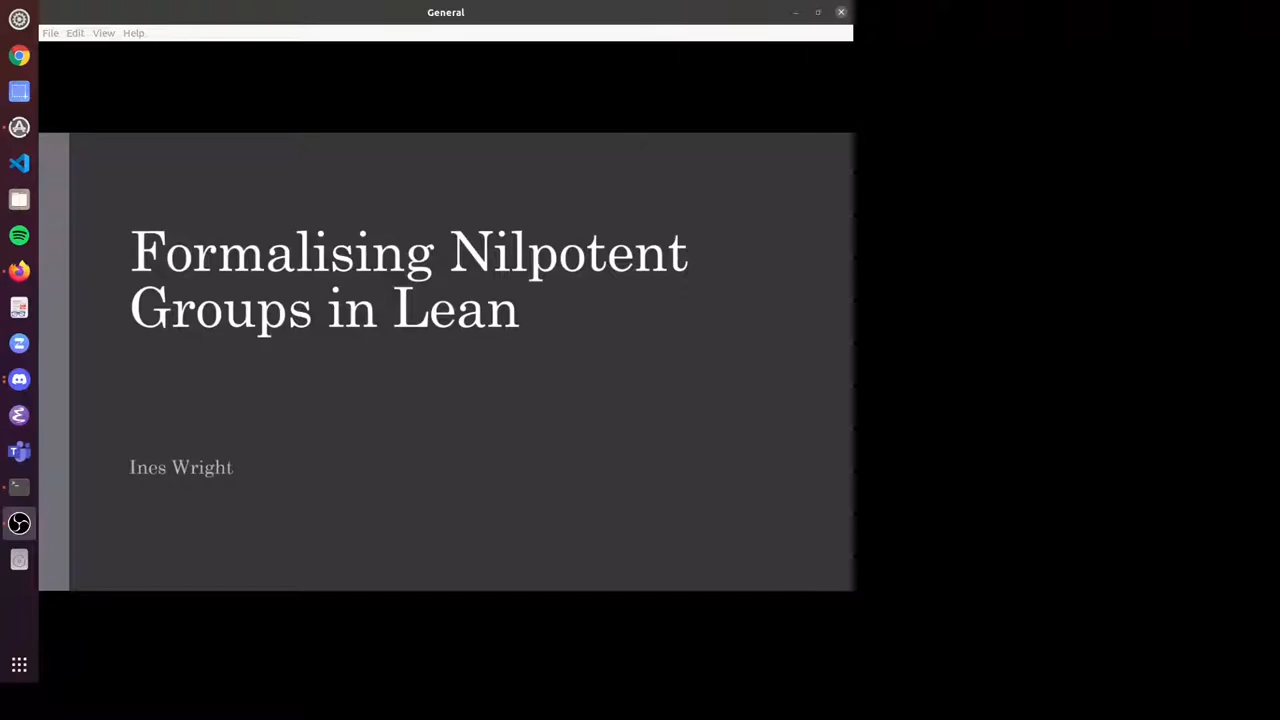 General
File Edit View Help
Formalising Nilpotent
Groups in Lean
Ines Wright